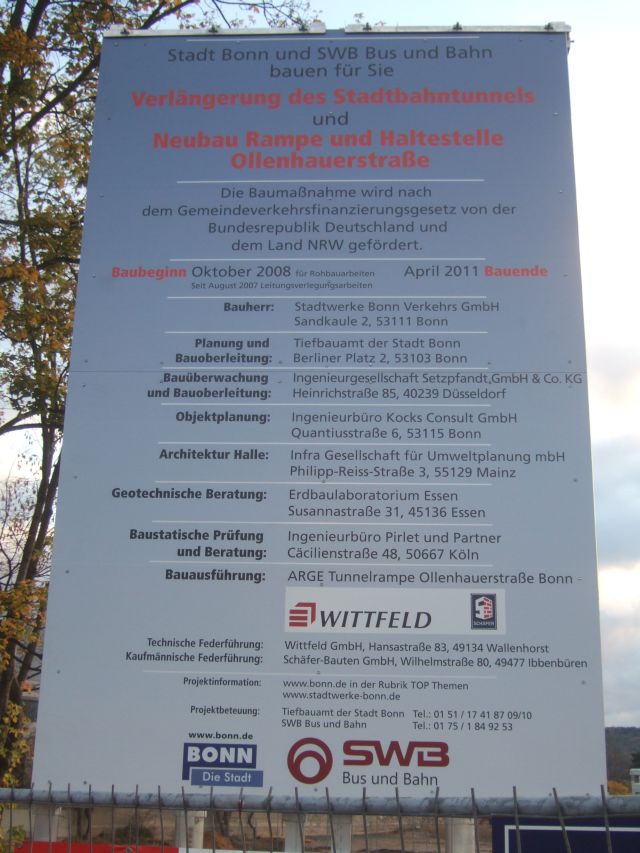 Stadt Bonn und SWB Bus und Bahn
bauen für Sie
Verlängerung des Stadtbahntunnels
und
Neubau Rampe und Haltestelle
Ollenhauerstraße
Die Baumaßnahme wird nach
dem Gemeindeverkehrsfinanzierungsgesetz von der
Bundesrepublik Deutschland und
dem Land NRW gefördert.
Baubeginn Oktober 2008 für Rohbauarbeiten April 2011 Bauende
Seit August 2007 Leitungsverlegungsarbeiten
Bauherr: Stadtwerke Bonn Verkehrs GmbH
Sandkaule 2, 53111 Bonn
Planung und Tiefbauamt der Stadt Bonn
Bauoberleitung: Berliner Platz 2, 53103 Bonn
Bauüberwachung Ingenieurgesellschaft Setzpfandt,GmbH & Co. KG
und Bauoberleitung: Heinrichstraße 85, 40239 Düsseldorf
Objektplanung: Ingenieurbüro Kocks Consult GmbH
Quantiusstraße 6, 53115 Bonn
Architektur Halle: Infra Gesellschaft für Umweltplanung mbH
Philipp-Reiss-Straße 3, 55129 Mainz
Geotechnische Beratung: Erdbaulaboratorium Essen
Susannastraße 31, 45136 Essen
Baustatische Prüfung Ingenieurbüro Pirlet und Partner
und Beratung: Cäcilienstraße 48, 50667 Köln
Bauausführung: ARGE Tunnelrampe Ollenhauerstraße Bonn
WITTFELD SCHÄFER
Technische Federführung: Wittfeld GmbH, Hansastraße 83, 49134 Wallenhorst
Kaufmännische Federführung: Schäfer-Bauten GmbH, Wilhelmstraße 80, 49477 Ibbenbüren
Projektinformation: www.bonn.de in der Rubrik TOP Themen
www.stadtwerke-bonn.de
Projektbeteuung: Tiefbauamt der Stadt Bonn Tel.: 01 51 / 17 41 87 09/10
SWB Bus und Bahn Tel.: 01 75 / 1 84 92 53
www.bonn.de
BONN
Die Stadt
SWB
Bus und Bahn